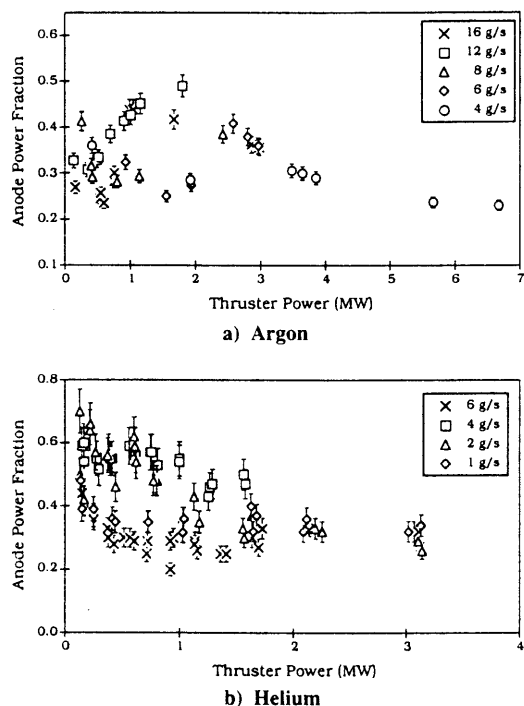 0.6
0.5
0.4
0.3
0.2
0.1
Anode Power Fraction
16 g/s
12 g/s
8 g/s
6 g/s
4 g/s
0 1 2 3 4 5 6 7
Thruster Power (MW)
a) Argon
0.8
0.6
0.4
0.2
0.0
Anode Power Fraction
6 g/s
4 g/s
2 g/s
1 g/s
0 1 2 3 4
Thruster Power (MW)
b) Helium